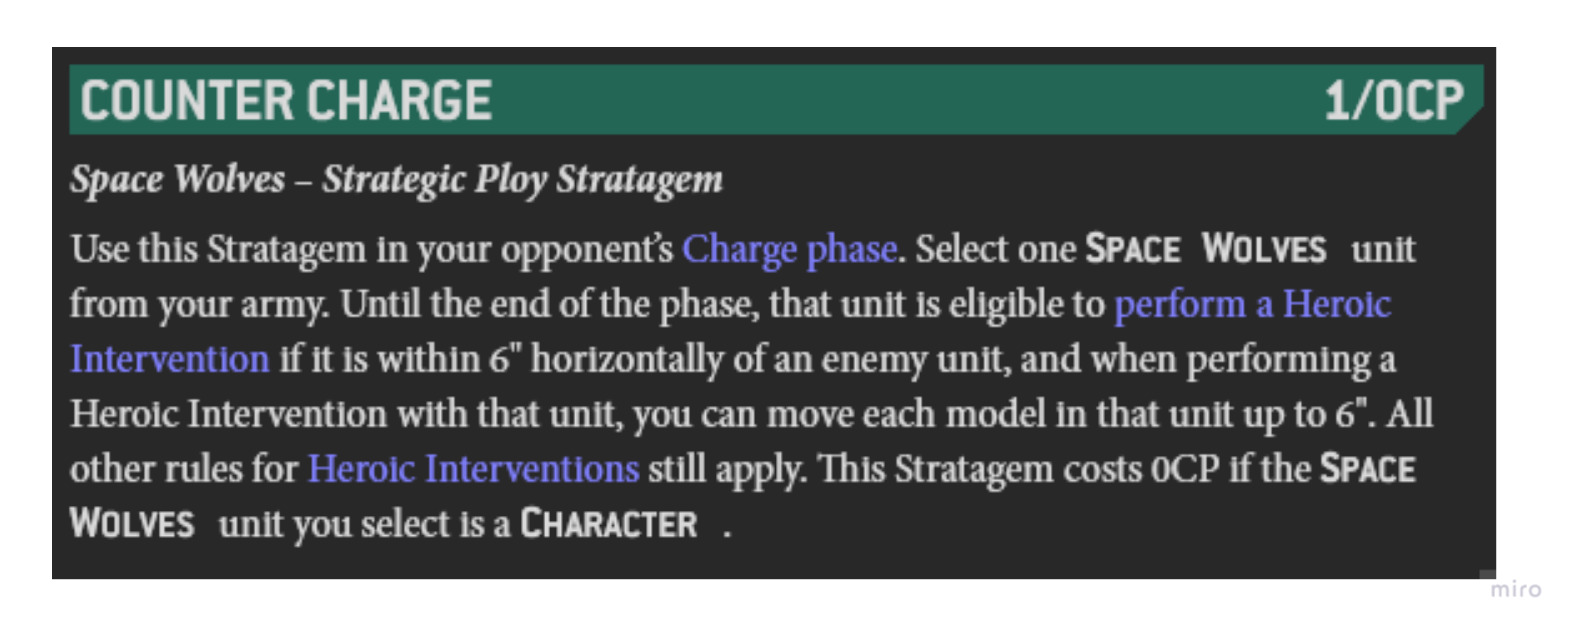 COUNTER CHARGE 1/0CP
Space Wolves – Strategic Ploy Stratagem
Use this Stratagem in your opponent’s Charge phase. Select one SPACE WOLVES unit
from your army. Until the end of the phase, that unit is eligible to perform a Heroic
Intervention if it is within 6" horizontally of an enemy unit, and when performing a
Heroic Intervention with that unit, you can move each model in that unit up to 6". All
other rules for Heroic Interventions still apply. This Stratagem costs 0CP if the SPACE
WOLVES unit you select is a CHARACTER .
miro